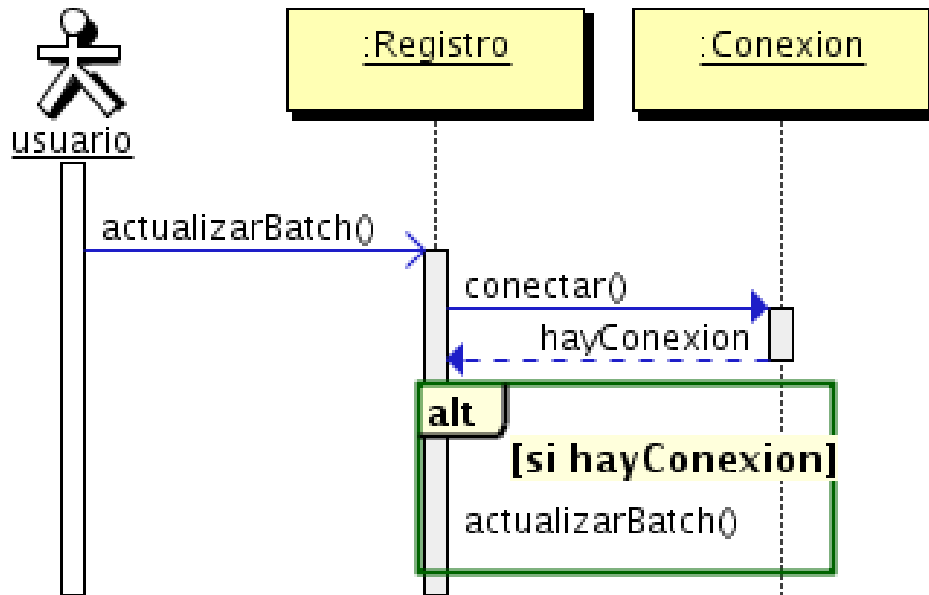 :Registro
:Conexion
usuario
actualizarBatch()
conectar()
hayConexion
alt
[si hayConexion]
actualizarBatch()